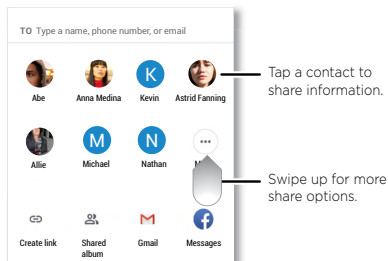 TO Type a name, phone number, or email
Abe Anna Medina Kevin Astrid Fanning
Tap a contact to
share information.
K
Allie Michael Nathan
M N
Swipe up for more
share options.
Create link Shared Gmail Messages
album